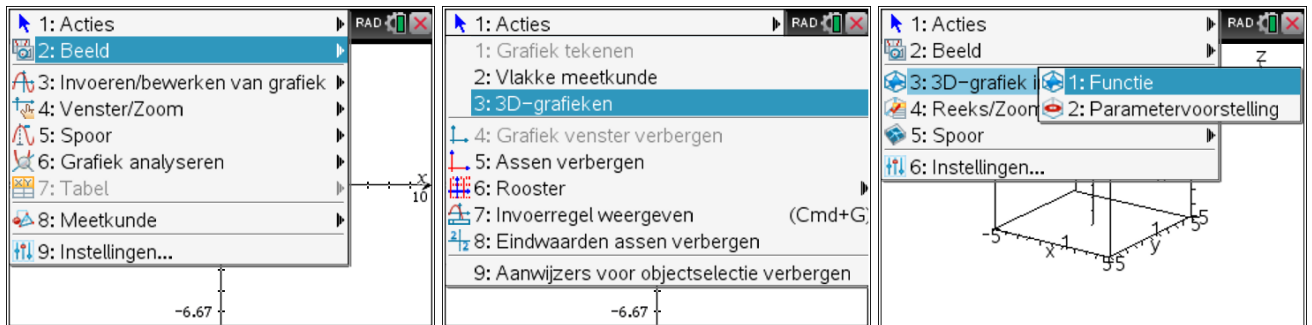 1: Acties
RAD
2: Beeld
3: Invoeren/bewerken van grafiek
4: Venster/Zoom
5: Spoor
6: Grafiek analyseren
7: Tabel
8: Meetkunde
9: Instellingen...
x
10
-6.67
1: Acties
RAD
1: Grafiek tekenen
2: Vlakke meetkunde
3: 3D-grafieken
4: Grafiek venster verbergen
5: Assen verbergen
6: Rooster
7: Invoerregel weergeven (Cmd+G)
8: Eindwaarden assen verbergen
9: Aanwijzers voor objectselectie verbergen
-6.67
1: Acties
RAD
2: Beeld
z
3: 3D-grafiek i
1: Functie
4: Reeks/Zoom
2: Parametervoorstelling
5: Spoor
6: Instellingen...
-5
x
1
5
5
y
1
-5